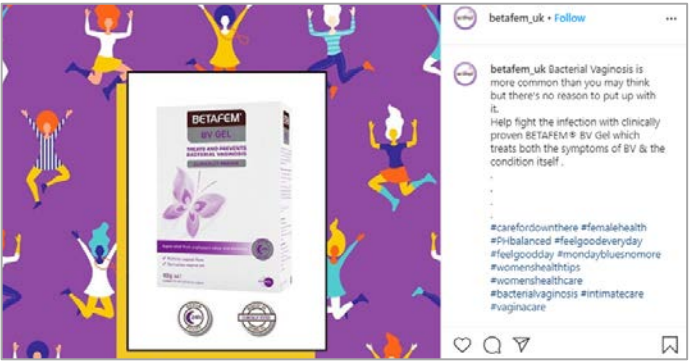 betafem_uk • Follow
betafem_uk Bacterial Vaginosis is
more common than you may think
but there's no reason to put up with
it.
Help fight the infection with clinically
proven BETAFEM® BV Gel which
treats both the symptoms of BV & the
condition itself .
.
.
.
.
#carefordownthere #femalehealth
#PHbalanced #feelgoodeveryday
#feelgoodday #mondaybluesnomore
#womenshealthtips
#womenshealthcare
#bacterialvaginosis #intimatecare
#vaginacare
BETAFEM®
BV GEL
TREATS AND PREVENTS
BACTERIAL VAGINOSIS